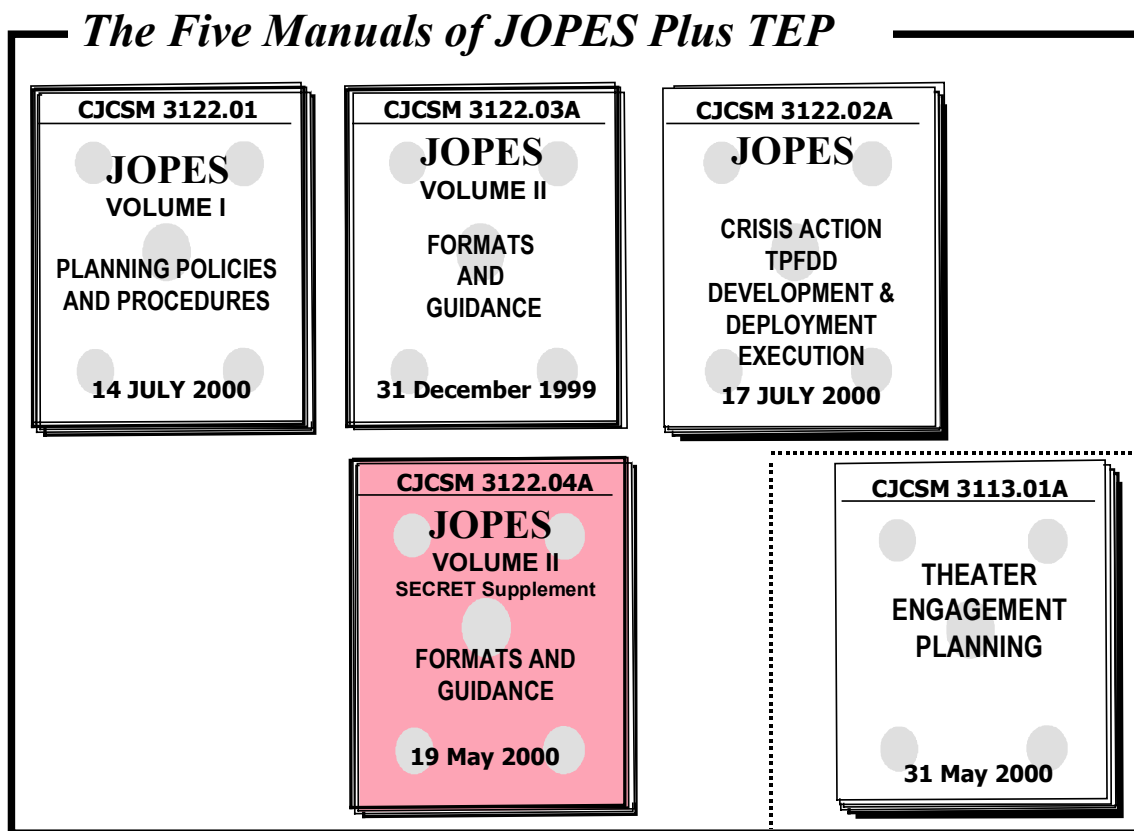 The Five Manuals of JOPES Plus TEP
CJCSM 3122.01
JOPES
VOLUME I
PLANNING POLICIES
AND PROCEDURES
14 JULY 2000
CJCSM 3122.03A
JOPES
VOLUME II
FORMATS
AND
GUIDANCE
31 December 1999
CJCSM 3122.02A
JOPES
CRISIS ACTION
TPFDD
DEVELOPMENT &
DEPLOYMENT
EXECUTION
17 JULY 2000
CJCSM 3122.04A
JOPES
VOLUME II
SECRET Supplement
FORMATS AND
GUIDANCE
19 May 2000
CJCSM 3113.01A
THEATER
ENGAGEMENT
PLANNING
31 May 2000